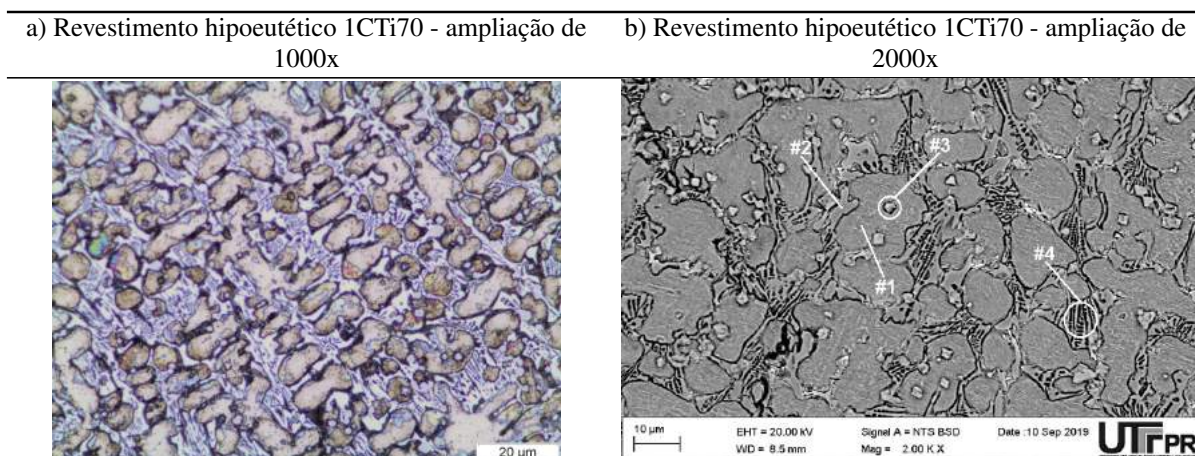 a) Revestimento hipoeutético 1CTi70 - ampliação de
1000x
b) Revestimento hipoeutético 1CTi70 - ampliação de
2000x
#2
#3
#1
#4
20 µm
10 µm
EHT = 20.00 kV
Signal A = NTS BSD
Date :10 Sep 2019
WD = 8.5 mm
Mag = 2.00 K X
UTFPR